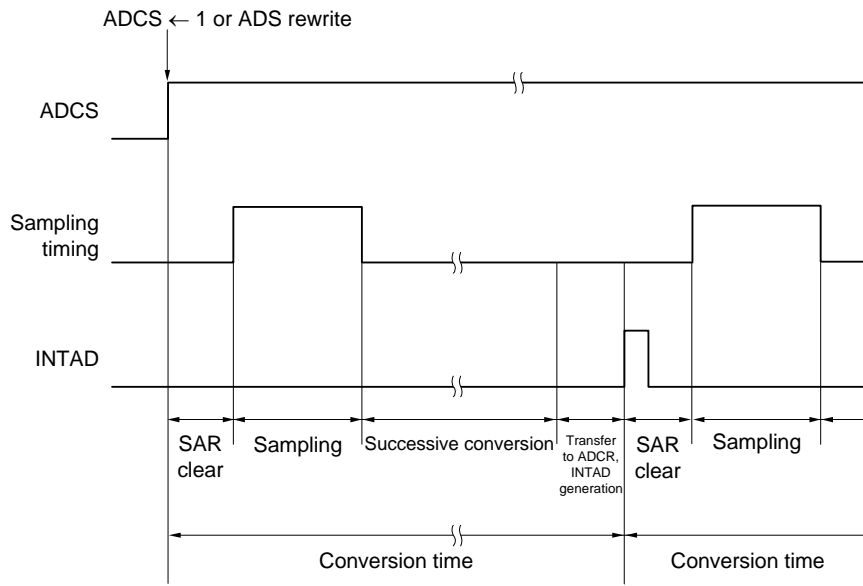 ADCS ← 1 or ADS rewrite
ADCS
Sampling
timing
INTAD
SAR
clear
Sampling
Successive conversion
Transfer
to ADCR,
INTAD
generation
SAR
clear
Sampling
Conversion time
Conversion time